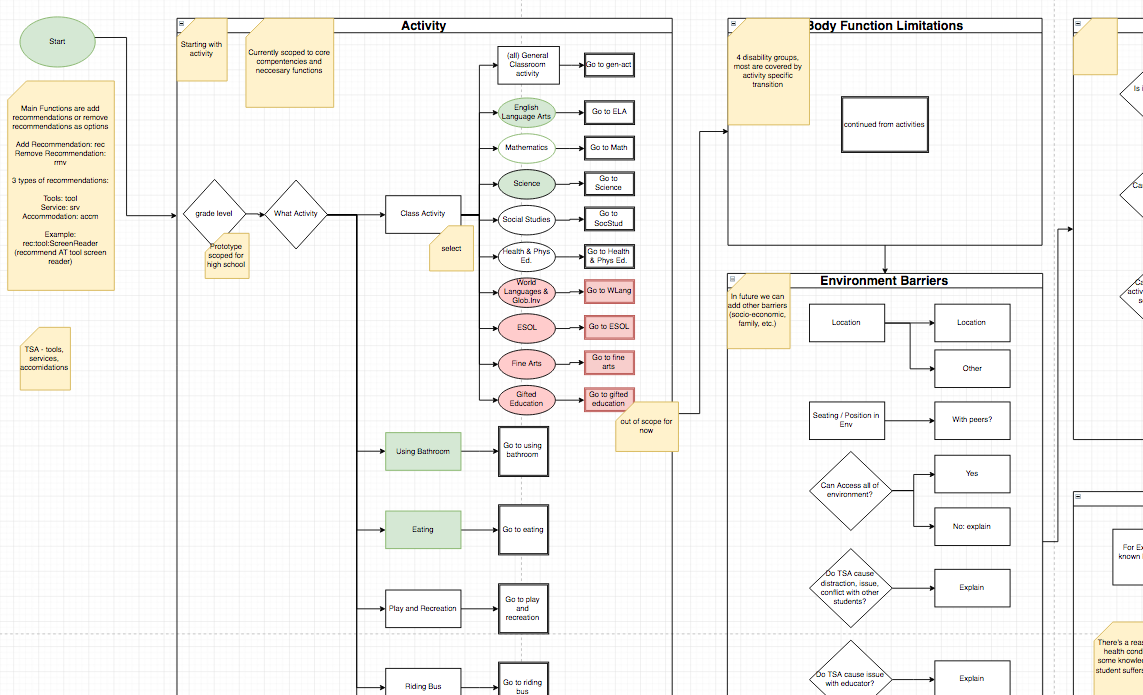 Start
Main Functions are add
recommendations or remove
recommendations as options
Add Recommendation: rec
Remove Recommendation:
rmv
3 types of recommendations:
Tools: tool
Service: srv
Accommodation: accm
Example:
rec:tool:ScreenReader
(recommend AT tool screen
reader)
TSA - tools,
services,
accomidations
Activity
Starting with
activity
Currently scoped to core
compentencies and
neccesary functions
grade level
Prototype
scoped for
high school
What Activity
Class Activity
select
(all) General
Classroom
activity
Go to gen-act
English
Language Arts
Go to ELA
Mathematics
Go to Math
Science
Go to
Science
Social Studies
Go to
SocStud
Health & Phys
Ed.
Go to Health
& Phys Ed.
World
Languages &
Glob.Inv
Go to WLang
ESOL
Go to ESOL
Fine Arts
Go to fine
arts
Gifted
Education
Go to gifted
education
out of scope for
now
Using Bathroom
Go to using
bathroom
Eating
Go to eating
Play and Recreation
Go to play
and
recreation
Riding Bus
Go to riding
bus
Body Function Limitations
4 disability groups,
most are covered by
activity specific
transition
continued from activities
Environment Barriers
In future we can
add other barriers
(socio-economic,
family, etc.)
Location
Location
Other
Seating / Position in
Env
With peers?
Can Access all of
environment?
Yes
No: explain
Do TSA cause
distraction, issue,
conflict with other
students?
Explain
Do TSA cause issue
with educator?
Explain
Is i
Ca
Ca
activ
s
For Ex
known i
There's a reas
health cond
some knowle
student suffers